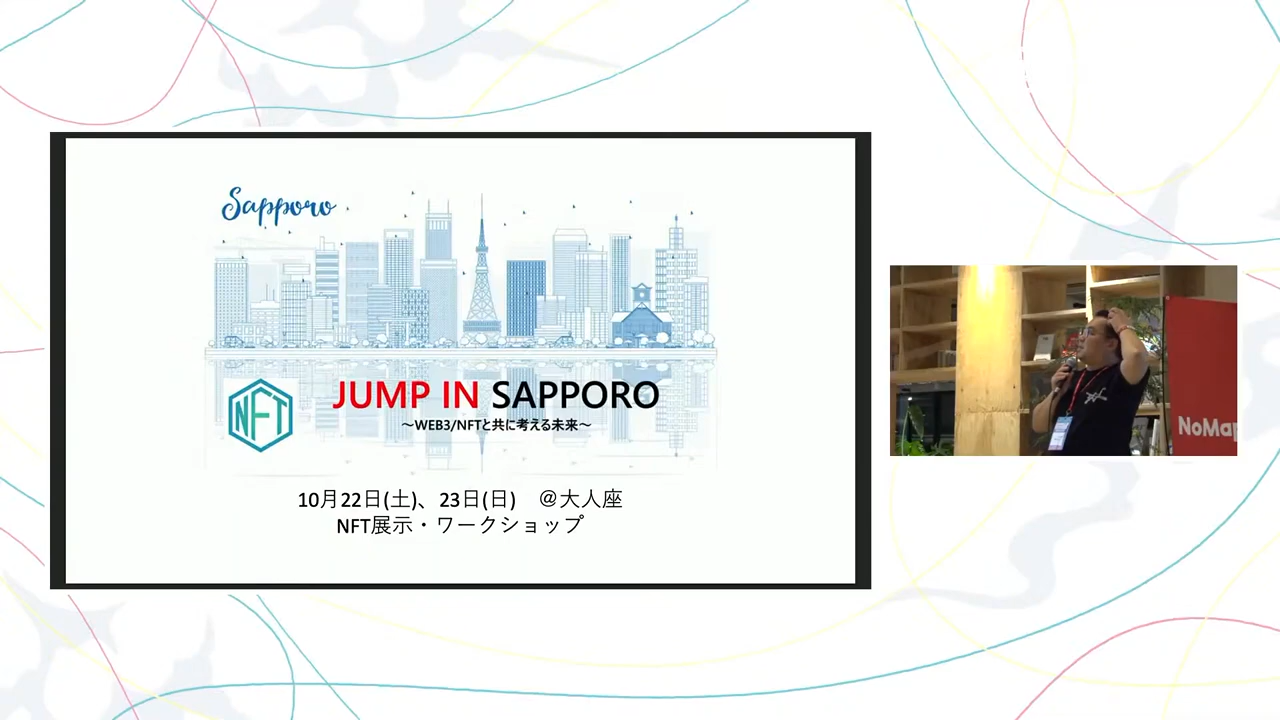 Sapporo
NFT
JUMP IN SAPPORO
～WEB3/NFTと共に考える未来～
10月22日(土)、23日(日)　@大人座
NFT展示・ワークショップ
NoMap